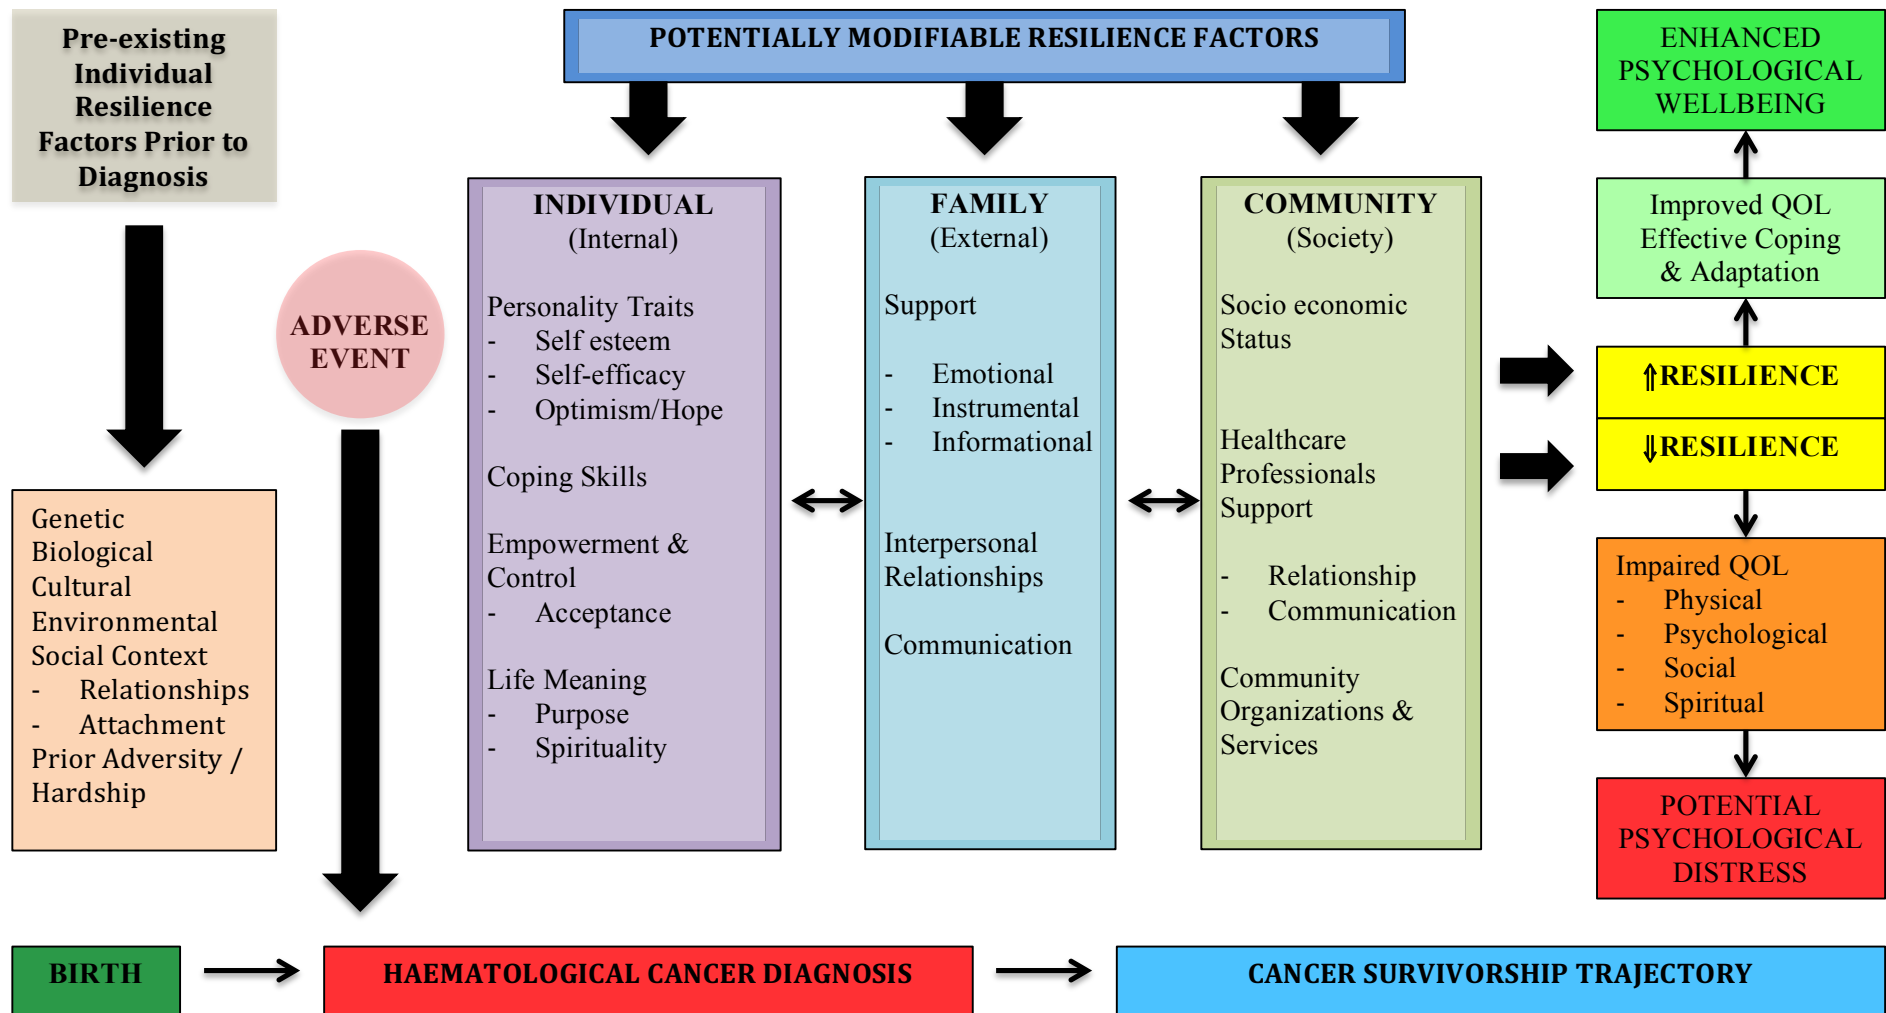 Pre-existing
Individual
Resilience
Factors Prior to
Diagnosis
Genetic
Biological
Cultural
Environmental
Social Context
- Relationships
- Attachment
Prior Adversity /
Hardship
ADVERSE
EVENT
POTENTIALLY MODIFIABLE RESILIENCE FACTORS
INDIVIDUAL
(Internal)
Personality Traits
- Self esteem
- Self-efficacy
- Optimism/Hope
Coping Skills
Empowerment &
Control
- Acceptance
Life Meaning
- Purpose
- Spirituality
FAMILY
(External)
Support
- Emotional
- Instrumental
- Informational
Interpersonal
Relationships
Communication
COMMUNITY
(Society)
Socio economic
Status
Healthcare
Professionals
Support
- Relationship
- Communication
Community
Organizations &
Services
ENHANCED
PSYCHOLOGICAL
WELLBEING
Improved QOL
Effective Coping
& Adaptation
⇑RESILIENCE
⇓RESILIENCE
Impaired QOL
- Physical
- Psychological
- Social
- Spiritual
POTENTIAL
PSYCHOLOGICAL
DISTRESS
BIRTH
HAEMATOLOGICAL CANCER DIAGNOSIS
CANCER SURVIVORSHIP TRAJECTORY